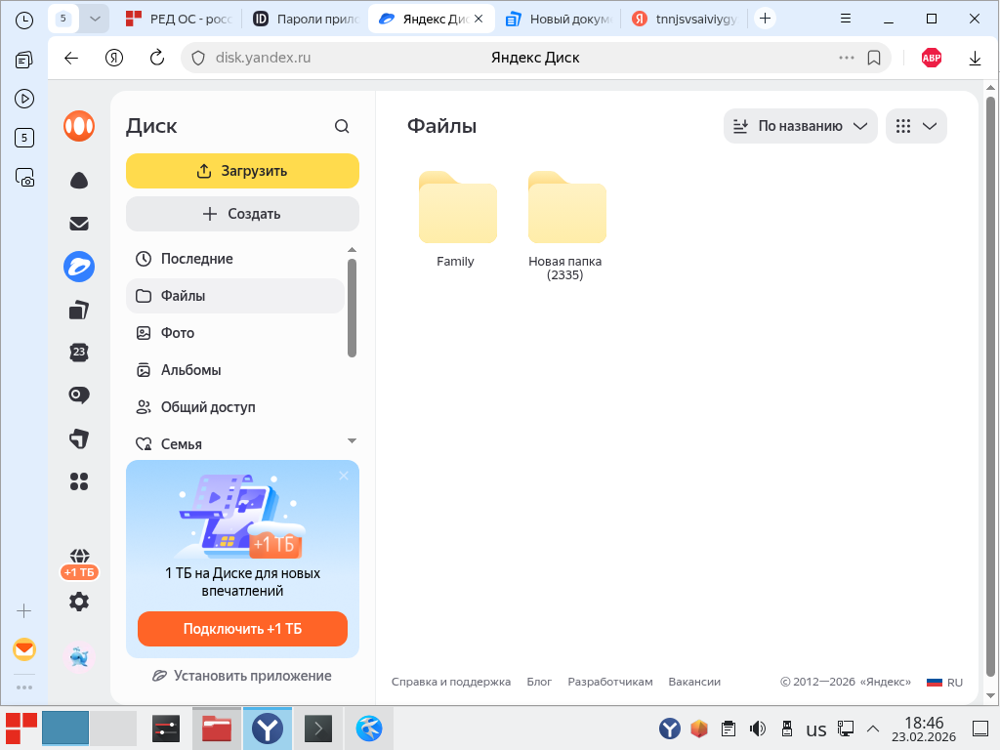 5
РЕД ОС - росс
Пароли прило
Яндекс Дис
Новый докум
tnnjsvsaiviygy
disk.yandex.ru
Яндекс Диск
ABP
5
Диск
Загрузить
Создать
Последние
Файлы
Фото
Альбомы
Общий доступ
Семья
23
+1 ТБ
+1 ТБ
1 ТБ на Диске для новых
впечатлений
Подключить +1 ТБ
Установить приложение
Файлы
По названию
Family
Новая папка
(2335)
Справка и поддержка
Блог
Разработчикам
Вакансии
© 2012—2026 «Яндекс»
RU
us
18:46
23.02.2026